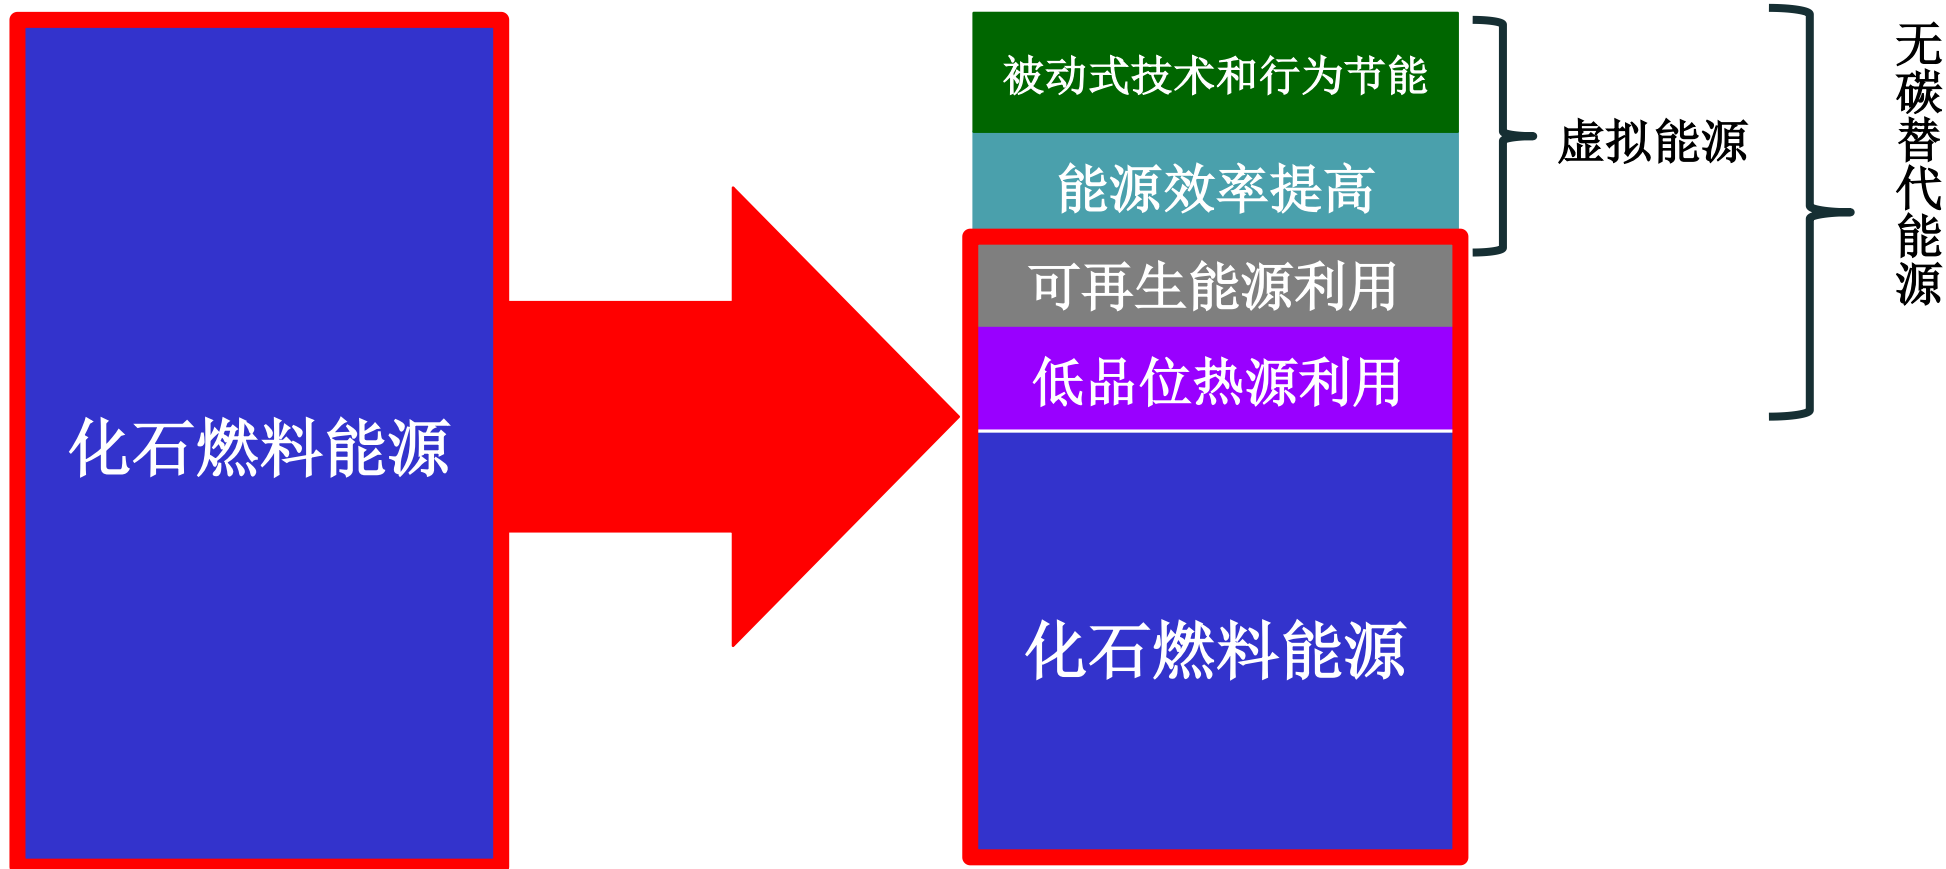 化石燃料能源
被动式技术和行为节能
能源效率提高
可再生能源利用
低品位热源利用
化石燃料能源
虚拟能源
无碳替代能源